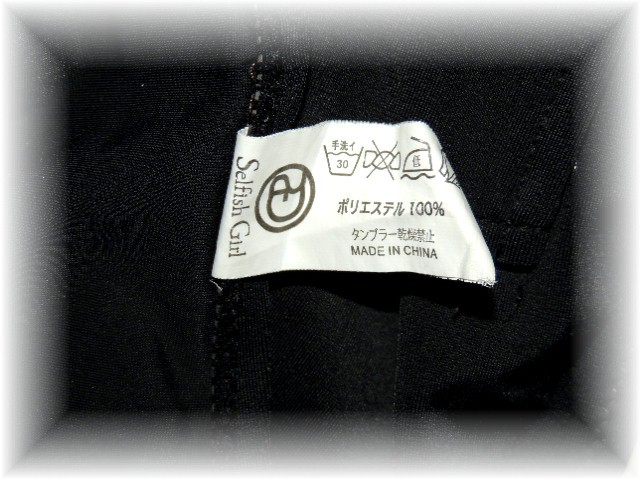 Selfish Girl
手洗イ
30
低
ポリエステル 100%
タンブラー乾燥禁止
MADE IN CHINA